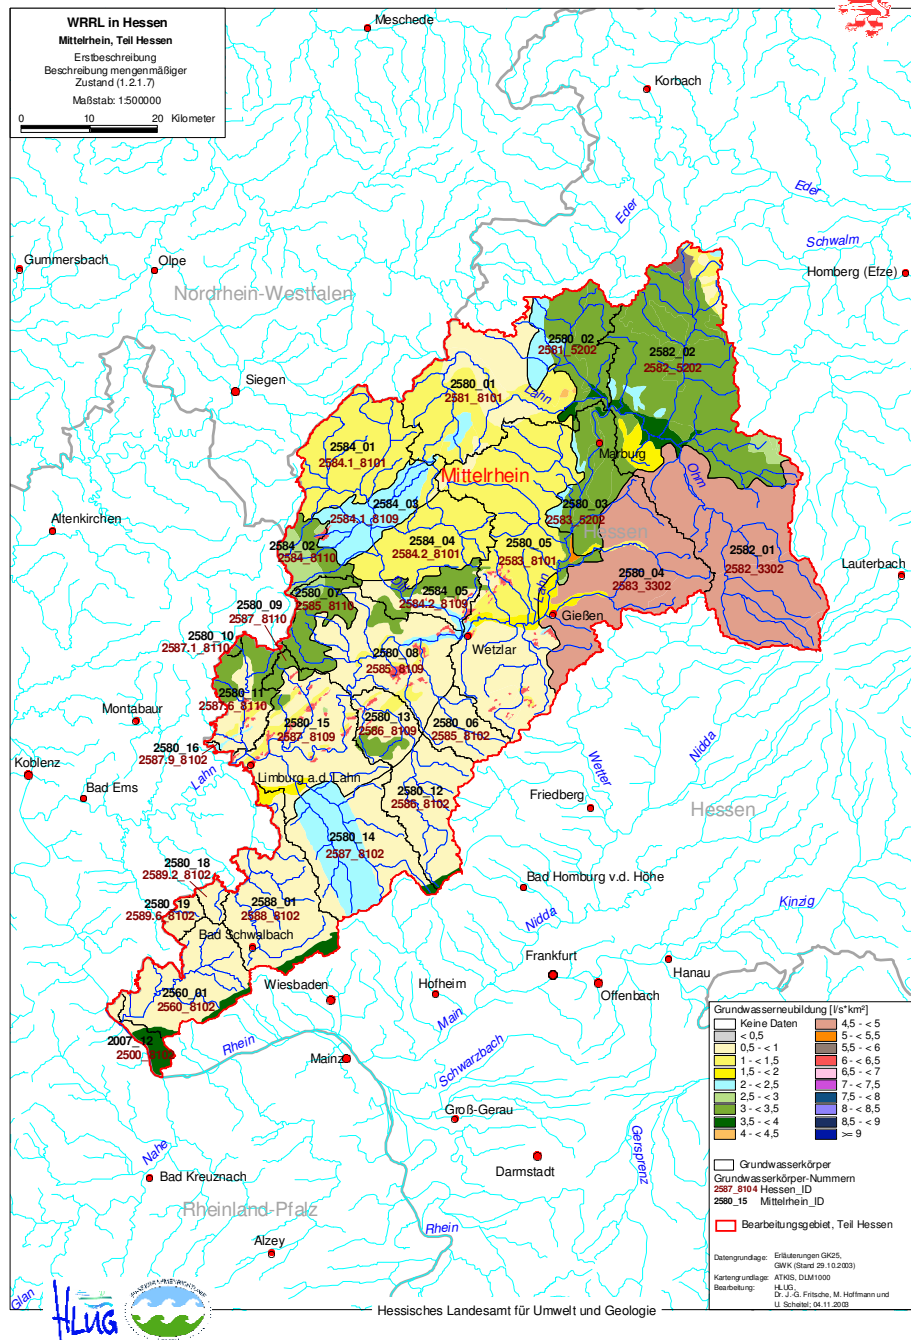 WRRL in Hessen
Mittelrhein, Teil Hessen
Erstbeschreibung
Beschreibung mengenmäßiger
Zustand (1.2.1.7)
Maßstab: 1:500000
0 10 20 Kilometer
Meschede
Korbach
Eder
Eder
Schwalm
Gummersbach
Olpe
Homberg (Efze)
Nordrhein-Westfalen
2580_02
2581_5202
2582_02
2582_5202
Siegen
2580_01
2581_8101
Lahn
2584_01
2584.1_8101
Marburg
Mittelrhein
Ohm
2584_03
2584.1_8109
2580_03
2583_5202
Altenkirchen
Hessen
2584_02
2584_8110
2584_04
2584.2_8101
2580_05
2583_8101
2582_01
2582_3302
Lauterbach
2580_04
2583_3302
Dill
Lahn
2584_05
2584.2_8109
2580_07
2585_8110
2580_09
2587_8110
Gießen
2580_10
2587.1_8110
Wetzlar
2580_08
2585_8109
2580_11
2587.6_8110
Montabaur
2580_15
2587_8109
2580_13
2586_8109
2580_06
2585_8102
2580_16
2587.9_8102
Nidda
Koblenz
Lahn
Limburg a.d. Lahn
Wetter
Bad Ems
2580_12
2586_8102
Friedberg
Hessen
2580_14
2587_8102
2580_18
2589.2_8102
Bad Homburg v.d. Höhe
2580_19
2589.6_8102
2588_01
2588_8102
Kinzig
Nidda
Bad Schwalbach
Frankfurt
Hanau
Wiesbaden
Hofheim
Offenbach
2560_01
2560_8102
Main
2007_12
2500_8102
Rhein
Mainz
Schwarzbach
Groß-Gerau
Gersprenz
Nahe
Darmstadt
Bad Kreuznach
Rheinland-Pfalz
Rhein
Alzey
Glan
Grundwasserneubildung [l/s*km²]
Keine Daten
< 0,5
0,5 - < 1
1 - < 1,5
1,5 - < 2
2 - < 2,5
2,5 - < 3
3 - < 3,5
3,5 - < 4
4 - < 4,5
4,5 - < 5
5 - < 5,5
5,5 - < 6
6 - < 6,5
6,5 - < 7
7 - < 7,5
7,5 - < 8
8 - < 8,5
8,5 - < 9
>= 9
Grundwasserkörper
Grundwasserkörper-Nummern
2587_8104 Hessen_ID
2580_15 Mittelrhein_ID
Bearbeitungsgebiet, Teil Hessen
Datengrundlage: Erläuterungen GK25,
GWK (Stand 29.10.2003)
Kartengrundlage: ATKIS, DLM1000
Bearbeitung: HLUG,
Dr. J.-G. Fritsche, M. Hoffmann und
U. Scheitel; 04.11.2003
HLUG
Hessisches Landesamt für Umwelt und Geologie